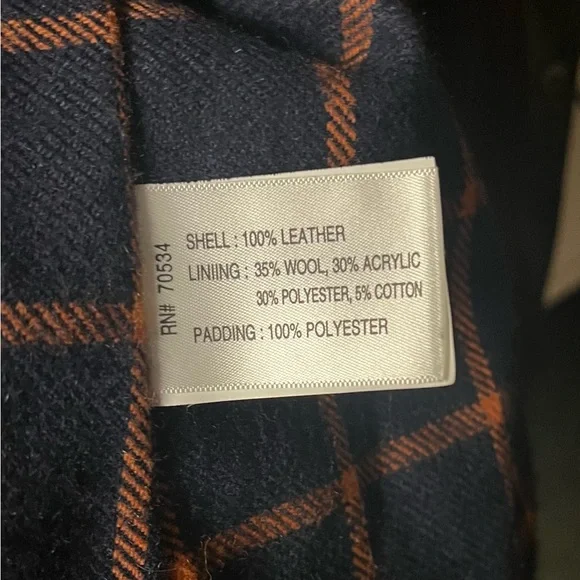 SHELL : 100% LEATHER
LINIING : 35% WOOL, 30% ACRYLIC
30% POLYESTER, 5% COTTON
PADDING : 100% POLYESTER
RN# 70534